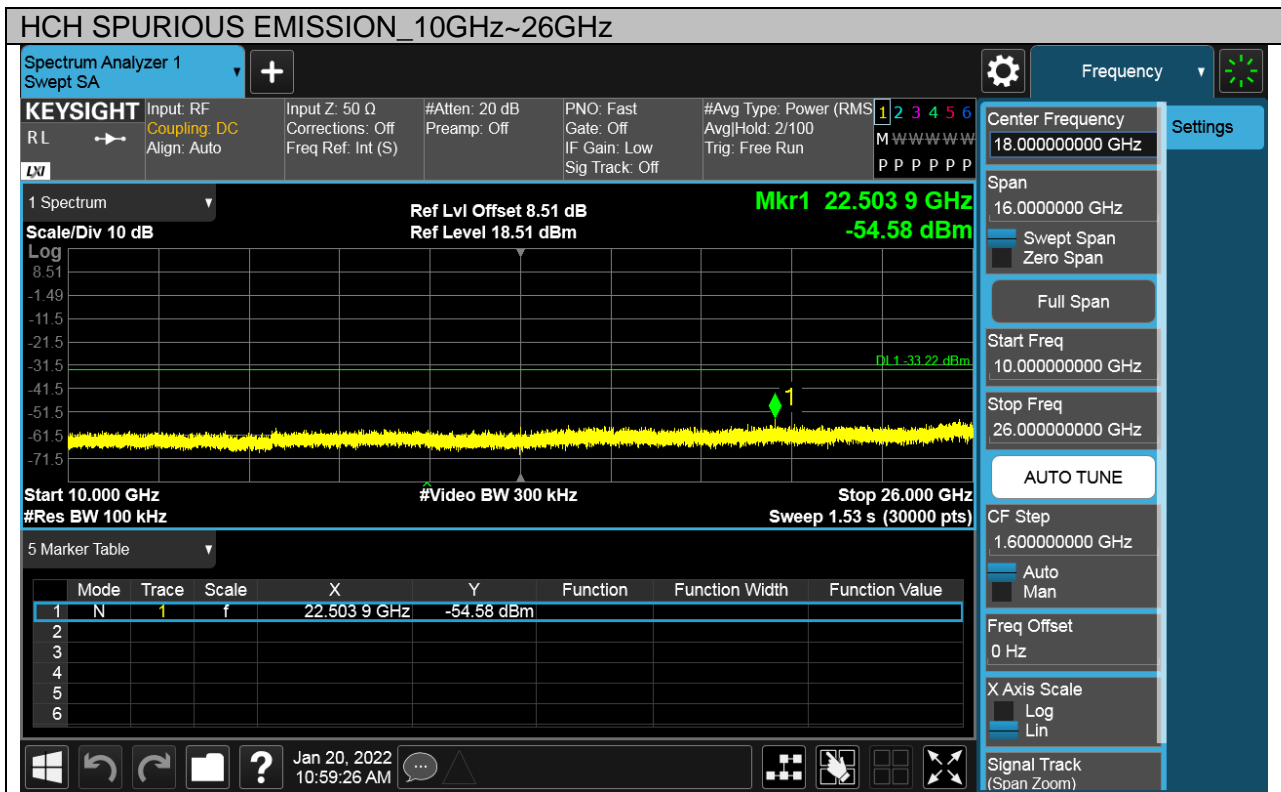 HCH SPURIOUS EMISSION_10GHz~26GHz
Spectrum Analyzer 1
Swept SA
Frequency
KEYSIGHT
RL
LXI
Input: RF
Coupling: DC
Align: Auto
Input Z: 50 Ω
Corrections: Off
Freq Ref: Int (S)
#Atten: 20 dB
Preamp: Off
PNO: Fast
Gate: Off
IF Gain: Low
Sig Track: Off
#Avg Type: Power (RMS
Avg|Hold: 2/100
Trig: Free Run
1 2 3 4 5 6
M W W W W W
P P P P P P
1 Spectrum
Scale/Div 10 dB
Ref Lvl Offset 8.51 dB
Ref Level 18.51 dBm
Mkr1 22.503 9 GHz
-54.58 dBm
Log
8.51
-1.49
-11.5
-21.5
-31.5
-41.5
-51.5
-61.5
-71.5
DL1 -33.22 dBm
1
Start 10.000 GHz
#Video BW 300 kHz
Stop 26.000 GHz
#Res BW 100 kHz
Sweep 1.53 s (30000 pts)
5 Marker Table
Mode Trace Scale X Y Function Function Width Function Value
1 N 1 f 22.503 9 GHz -54.58 dBm
2
3
4
5
6
Jan 20, 2022
10:59:26 AM
Center Frequency
18.000000000 GHz
Settings
Span
16.0000000 GHz
Swept Span
Zero Span
Full Span
Start Freq
10.000000000 GHz
Stop Freq
26.000000000 GHz
AUTO TUNE
CF Step
1.600000000 GHz
Auto
Man
Freq Offset
0 Hz
X Axis Scale
Log
Lin
Signal Track
(Span Zoom)